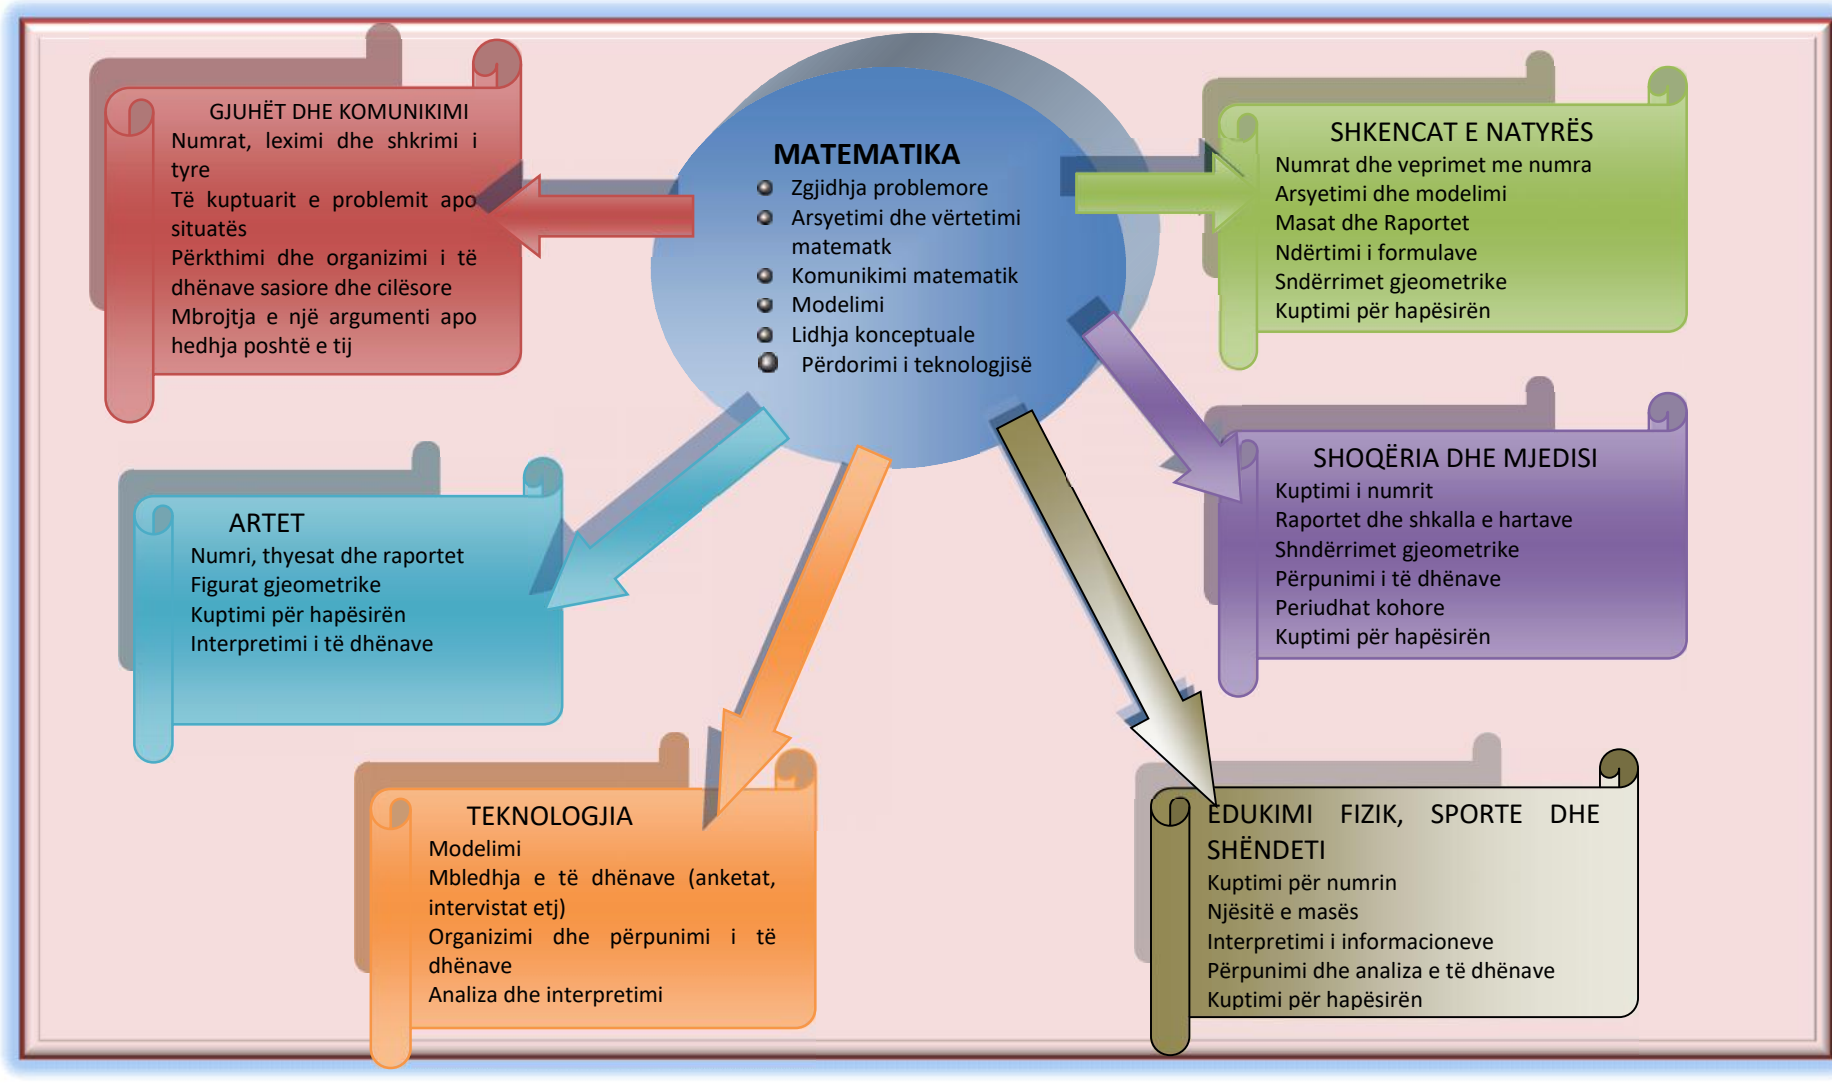 GJUHËT DHE KOMUNIKIMI
Numrat, leximi dhe shkrimi i
tyre
Të kuptuarit e problemit apo
situatës
Përkthimi dhe organizimi i të
dhënave sasiore dhe cilësore
Mbrojtja e një argumenti apo
hedhja poshtë e tij
MATEMATIKA
Zgjidhja problemore
Arsyetimi dhe vërtetimi
matematk
Komunikimi matematik
Modelimi
Lidhja konceptuale
Përdorimi i teknologjisë
SHKENCAT E NATYRËS
Numrat dhe veprimet me numra
Arsyetimi dhe modelimi
Masat dhe Raportet
Ndërtimi i formulave
Sndërrimet gjeometrike
Kuptimi për hapësirën
ARTET
Numri, thyesat dhe raportet
Figurat gjeometrike
Kuptimi për hapësirën
Interpretimi i të dhënave
SHOQËRIA DHE MJEDISI
Kuptimi i numrit
Raportet dhe shkalla e hartave
Shndërrimet gjeometrike
Përpunimi i të dhënave
Periudhat kohore
Kuptimi për hapësirën
TEKNOLOGJIA
Modelimi
Mbledhja e të dhënave (anketat,
intervistat etj)
Organizimi dhe përpunimi i të
dhënave
Analiza dhe interpretimi
EDUKIMI FIZIK, SPORTE DHE
SHËNDETI
Kuptimi për numrin
Njësitë e masës
Interpretimi i informacioneve
Përpunimi dhe analiza e të dhënave
Kuptimi për hapësirën